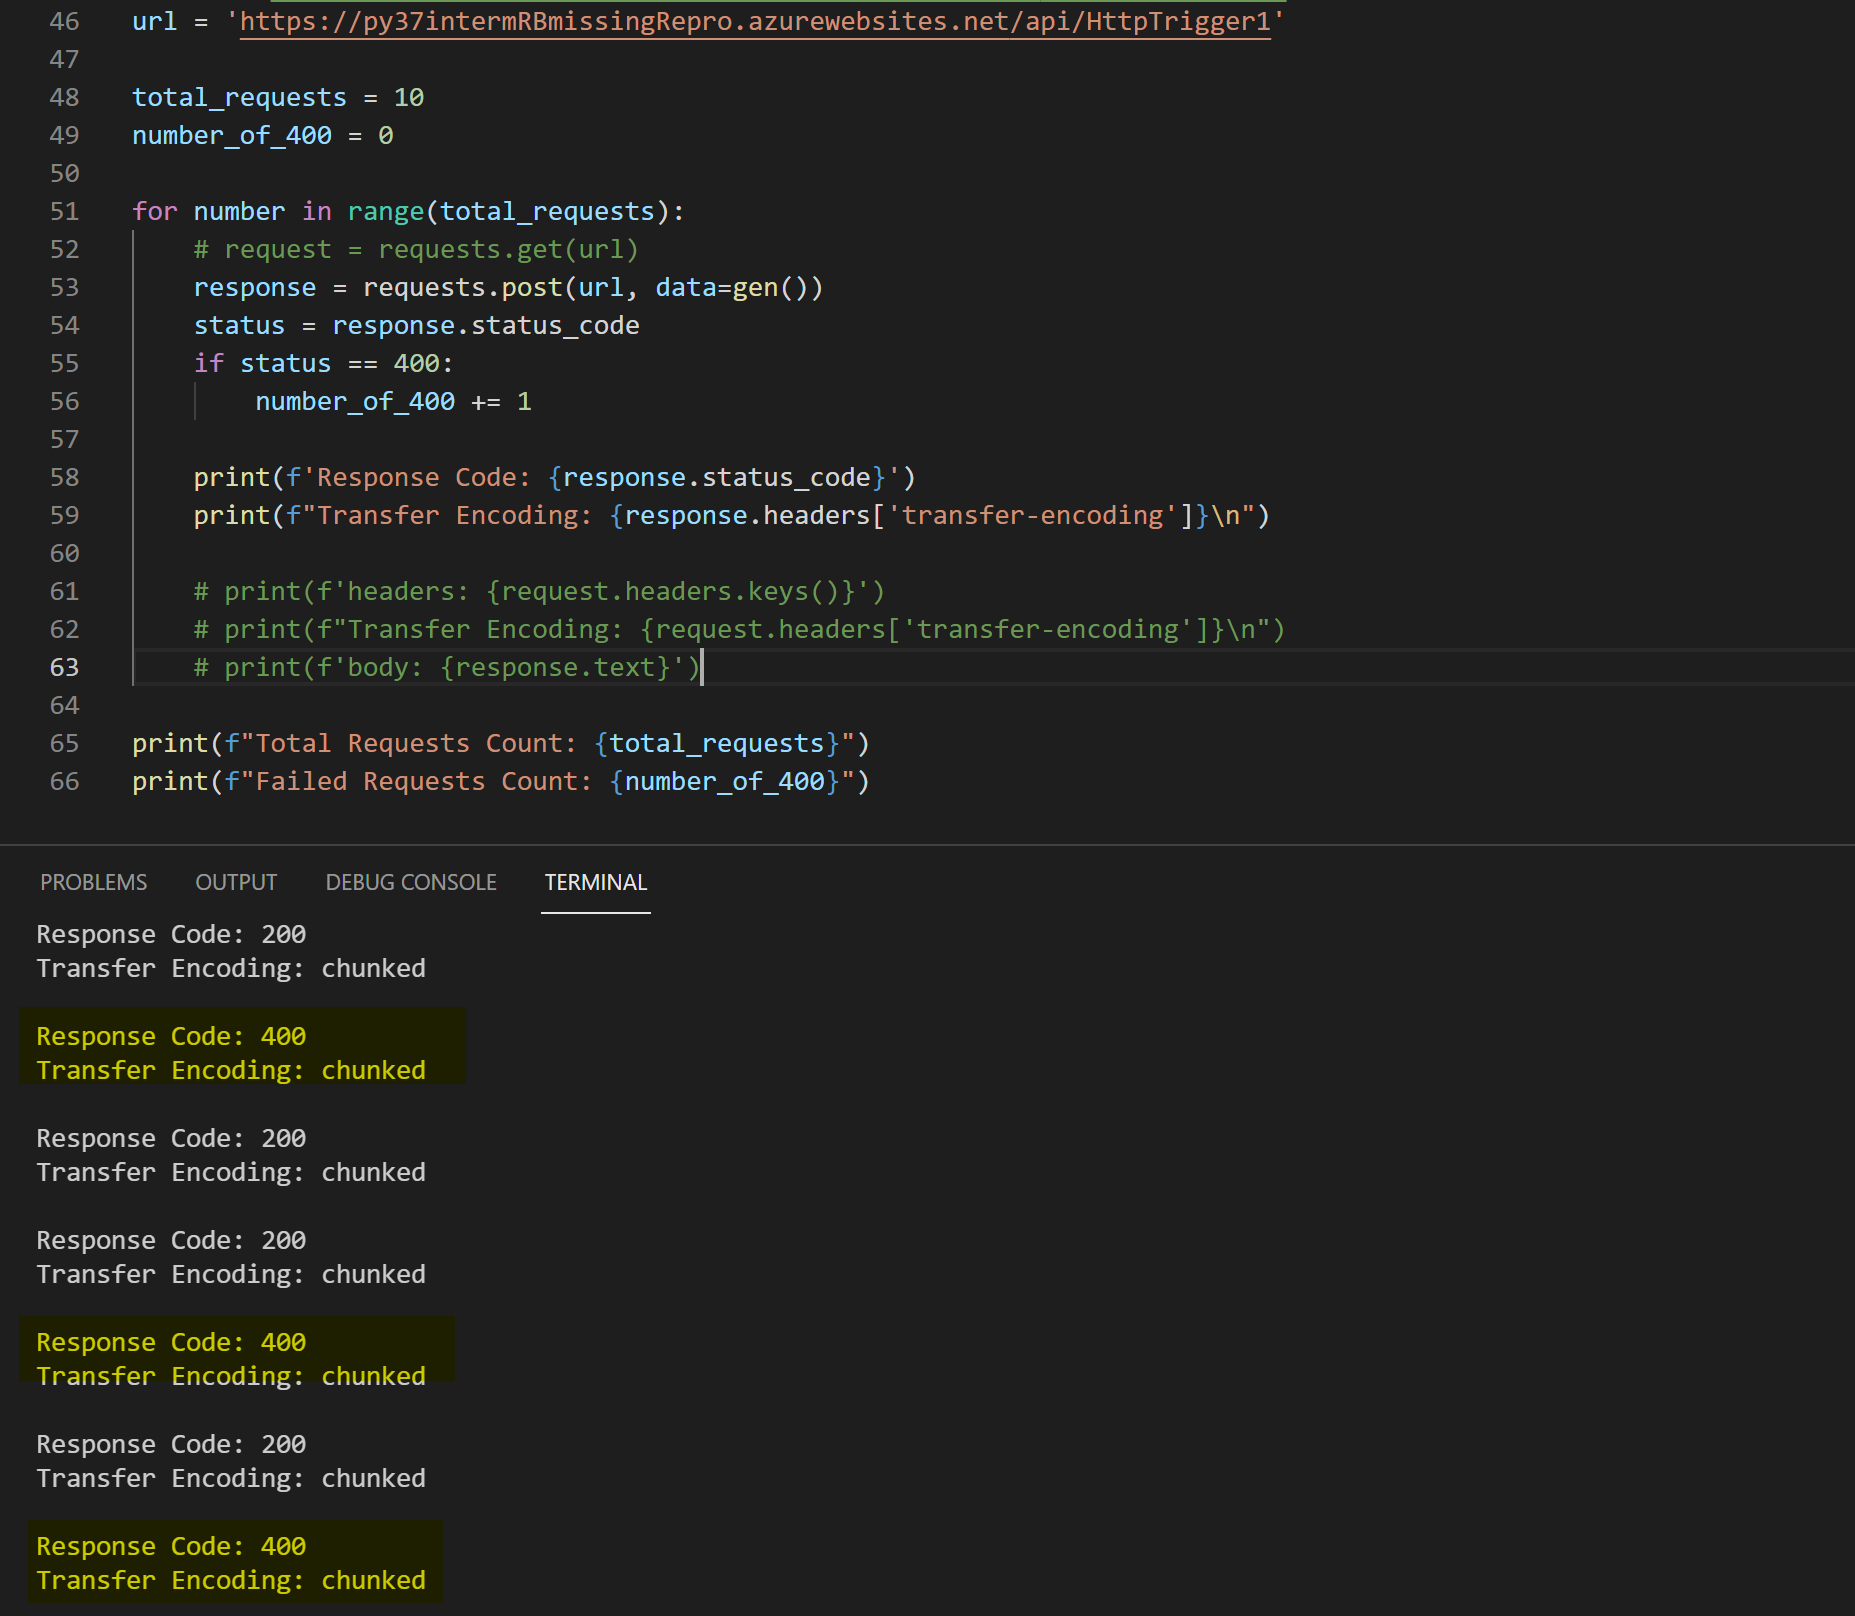 46 url = 'https://py37intermRBmissingRepro.azurewebsites.net/api/HttpTrigger1'
47
48 total_requests = 10
49 number_of_400 = 0
50
51 for number in range(total_requests):
52     # request = requests.get(url)
53     response = requests.post(url, data=gen())
54     status = response.status_code
55     if status == 400:
56         number_of_400 += 1
57
58     print(f'Response Code: {response.status_code}')
59     print(f"Transfer Encoding: {response.headers['transfer-encoding']}\n")
60
61     # print(f'headers: {request.headers.keys()}')
62     # print(f"Transfer Encoding: {request.headers['transfer-encoding']}\n")
63     # print(f'body: {response.text}')
64
65 print(f"Total Requests Count: {total_requests}")
66 print(f"Failed Requests Count: {number_of_400}")
PROBLEMS OUTPUT DEBUG CONSOLE TERMINAL
Response Code: 200
Transfer Encoding: chunked
Response Code: 400
Transfer Encoding: chunked
Response Code: 200
Transfer Encoding: chunked
Response Code: 200
Transfer Encoding: chunked
Response Code: 400
Transfer Encoding: chunked
Response Code: 200
Transfer Encoding: chunked
Response Code: 400
Transfer Encoding: chunked